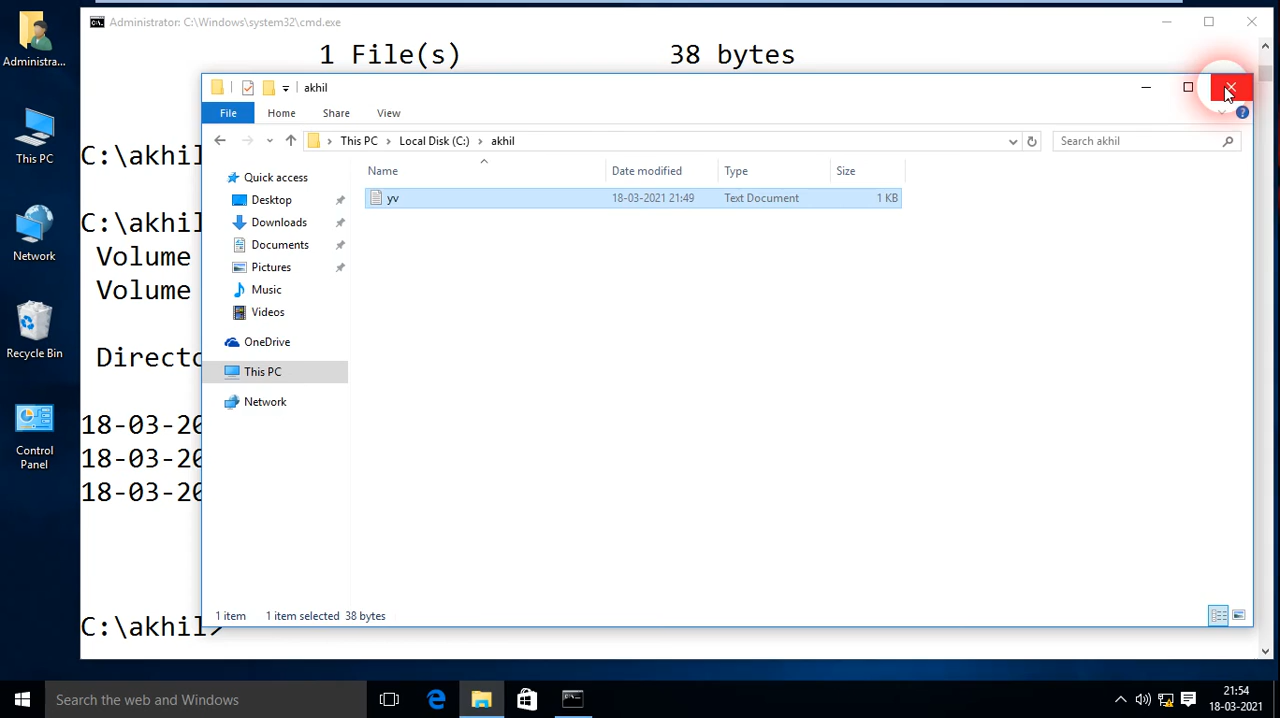 Administrator: C:\Windows\system32\cmd.exe
1 File(s) 38 bytes
Administra...
This PC
Network
Recycle Bin
Control
Panel
C:\akhil
C:\akhil
Volume
Volume
Directo
18-03-20
18-03-20
18-03-20
C:\akhil>
akhil
File Home Share View
This PC Local Disk (C:) akhil
Search akhil
Name Date modified Type Size
yv 18-03-2021 21:49 Text Document 1 KB
Quick access
Desktop
Downloads
Documents
Pictures
Music
Videos
OneDrive
This PC
Network
1 item 1 item selected 38 bytes
Search the web and Windows
21:54
18-03-2021